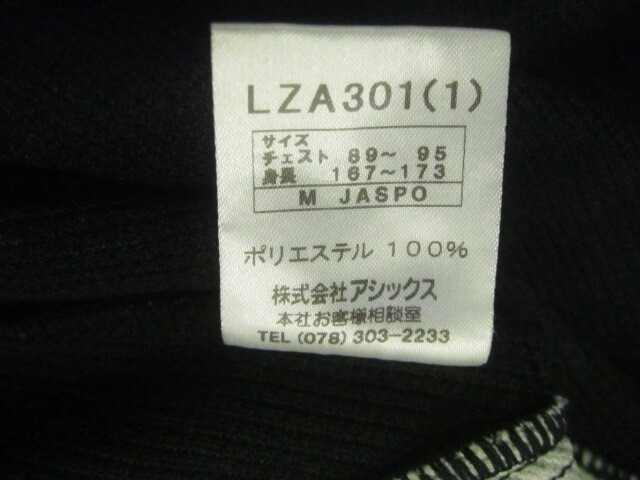 LZA301(1)
サイズ
チェスト 89〜 95
身長 167〜173
M JASPO
ポリエステル 100%
株式会社アシックス
本社お客様相談室
TEL (078) 303-2233